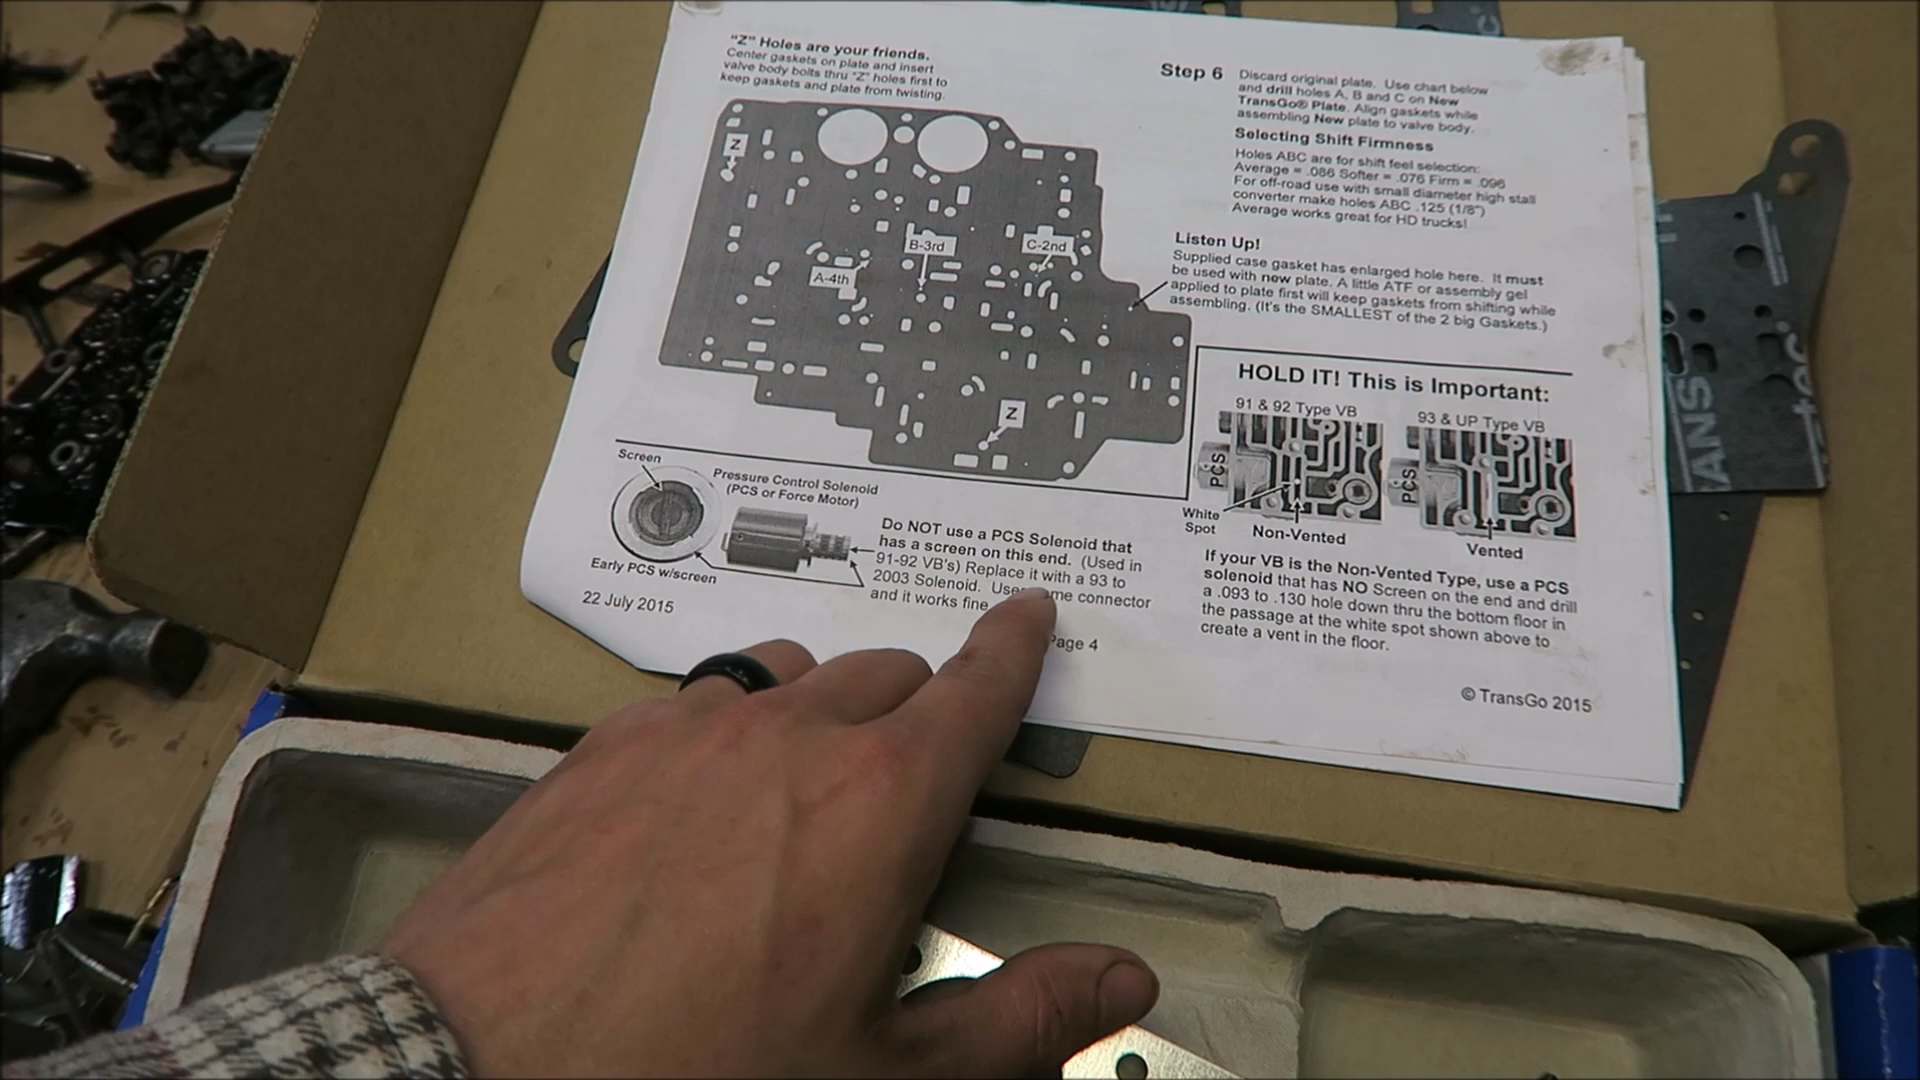 "Z" Holes are your friends.
Center gaskets on plate and insert
valve body bolts thru "Z" holes first to
keep gaskets and plate from twisting.
Z
A-4th
B-3rd
C-2nd
Z
Step 6
Discard original plate. Use chart below
and drill holes A, B and C on New
TransGo® Plate. Align gaskets while
assembling New plate to valve body.
Selecting Shift Firmness
Holes ABC are for shift feel selection:
Average = .086 Softer = .076 Firm = .096
For off-road use with small diameter high stall
converter make holes ABC .125 (1/8")
Average works great for HD trucks!
Listen Up!
Supplied case gasket has enlarged hole here. It must
be used with new plate. A little ATF or assembly gel
applied to plate first will keep gaskets from shifting while
assembling. (It's the SMALLEST of the 2 big Gaskets.)
HOLD IT! This is Important:
91 & 92 Type VB
93 & UP Type VB
PCS
PCS
White
Spot
Non-Vented
Vented
If your VB is the Non-Vented Type, use a PCS
solenoid that has NO Screen on the end and drill
a .093 to .130 hole down thru the bottom floor in
the passage at the white spot shown above to
create a vent in the floor.
Screen
Pressure Control Solenoid
(PCS or Force Motor)
Early PCS w/screen
Do NOT use a PCS Solenoid that
has a screen on this end. (Used in
91-92 VB's) Replace it with a 93 to
2003 Solenoid. Use connector
and it works fine
22 July 2015
Page 4
© TransGo 2015
ANS